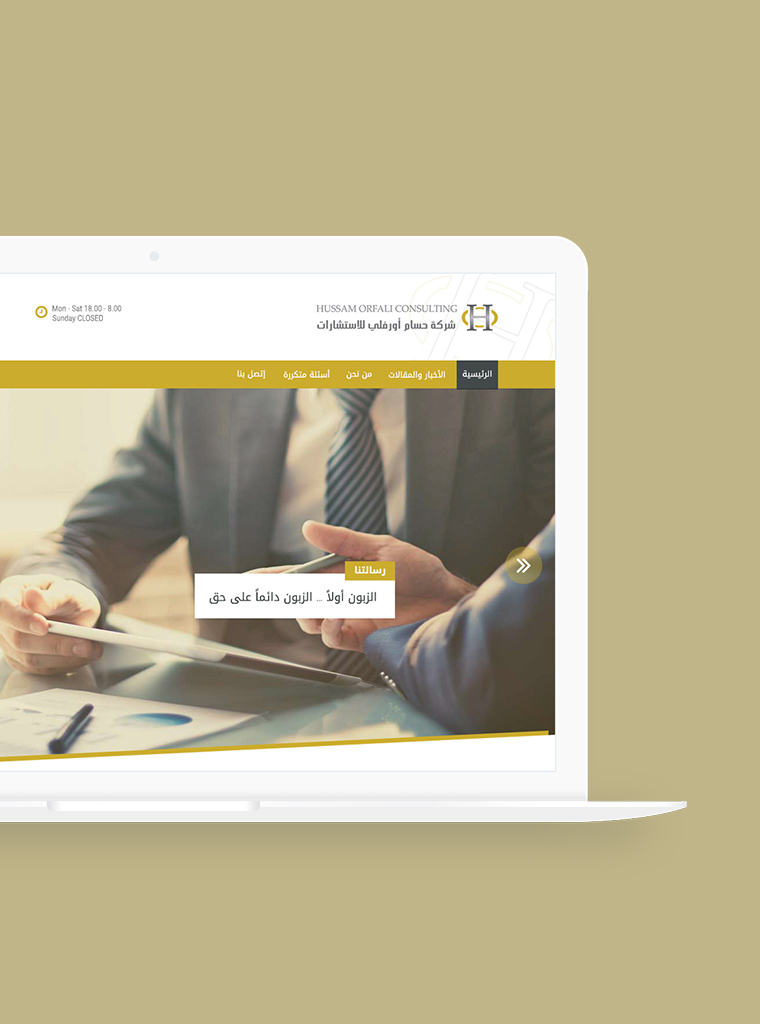 Mon - Sat 18.00 - 8.00
Sunday CLOSED
HUSSAM ORFALI CONSULTING
شركة حسام أورفلي للاستشارات
الرئيسية
الأخبار والمقالات
من نحن
أسئلة متكررة
إتصل بنا
رسالتنا
الزبون أولاً ... الزبون دائماً على حق